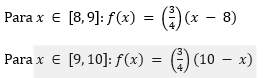 Para x ∈ [8,9]: f(x) = (3/4)(x − 8)
Para x ∈ [9,10]: f(x) = (3/4)(10 − x)